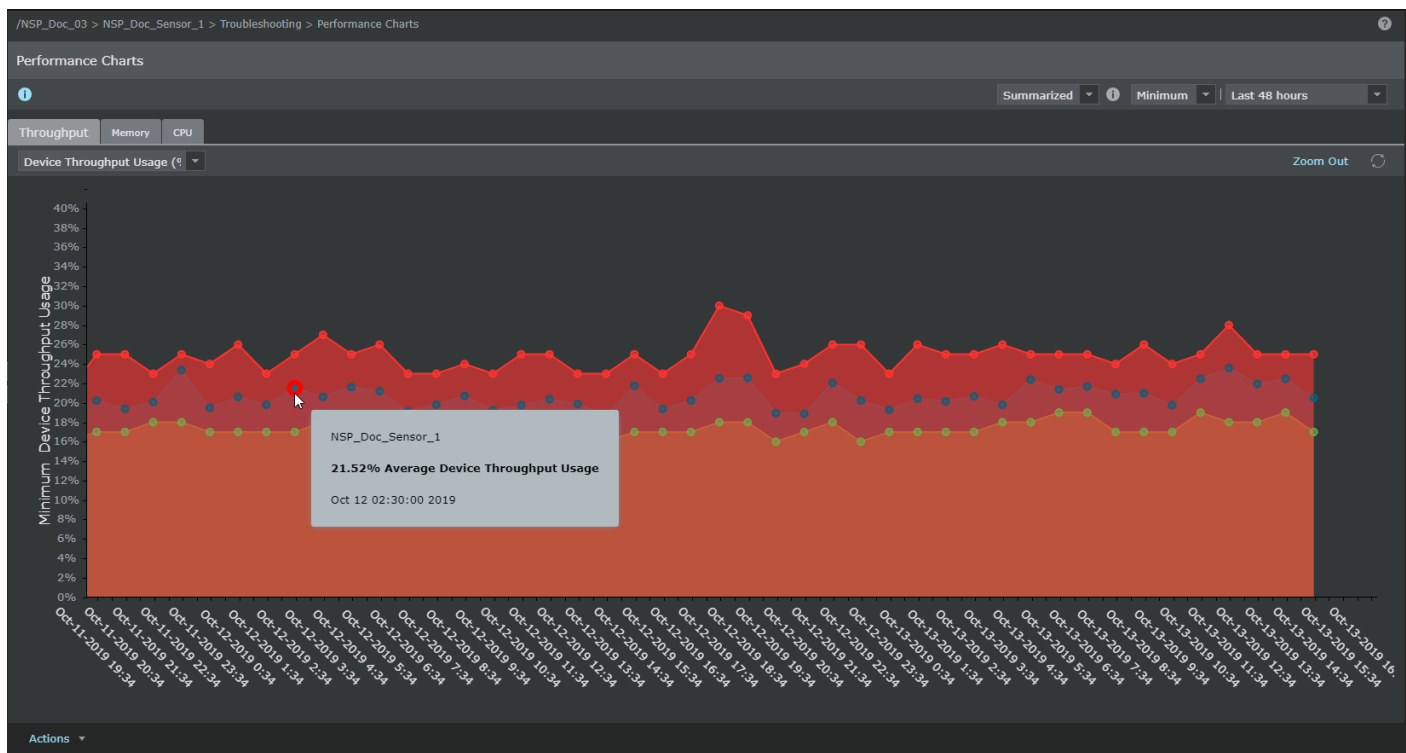 /NSP_Doc_03 > NSP_Doc_Sensor_1 > Troubleshooting > Performance Charts
Performance Charts
Summarized
Minimum
Last 48 hours
Throughput
Memory
CPU
Device Throughput Usage (%
Zoom Out
40%
38%
36%
34%
32%
30%
28%
26%
24%
22%
20%
18%
16%
14%
12%
10%
8%
6%
4%
2%
0%
Minimum Device Throughput Usage
NSP_Doc_Sensor_1
21.52% Average Device Throughput Usage
Oct 12 02:30:00 2019
Oct-11-2019 19:34
Oct-11-2019 20:34
Oct-11-2019 21:34
Oct-11-2019 22:34
Oct-11-2019 23:34
Oct-12-2019 0:34
Oct-12-2019 1:34
Oct-12-2019 2:34
Oct-12-2019 3:34
Oct-12-2019 4:34
Oct-12-2019 5:34
Oct-12-2019 6:34
Oct-12-2019 7:34
Oct-12-2019 8:34
Oct-12-2019 9:34
Oct-12-2019 10:34
Oct-12-2019 11:34
Oct-12-2019 12:34
Oct-12-2019 13:34
Oct-12-2019 14:34
Oct-12-2019 15:34
Oct-12-2019 16:34
Oct-12-2019 17:34
Oct-12-2019 18:34
Oct-12-2019 19:34
Oct-12-2019 20:34
Oct-12-2019 21:34
Oct-12-2019 22:34
Oct-12-2019 23:34
Oct-13-2019 0:34
Oct-13-2019 1:34
Oct-13-2019 2:34
Oct-13-2019 3:34
Oct-13-2019 4:34
Oct-13-2019 5:34
Oct-13-2019 6:34
Oct-13-2019 7:34
Oct-13-2019 8:34
Oct-13-2019 9:34
Oct-13-2019 10:34
Oct-13-2019 11:34
Oct-13-2019 12:34
Oct-13-2019 13:34
Oct-13-2019 14:34
Oct-13-2019 15:34
Oct-13-2019 16.
Actions